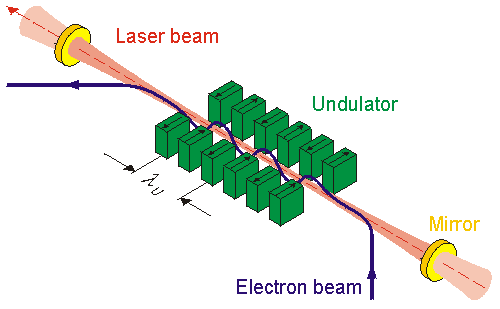 Laser beam
Undulator
λu
Mirror
Electron beam